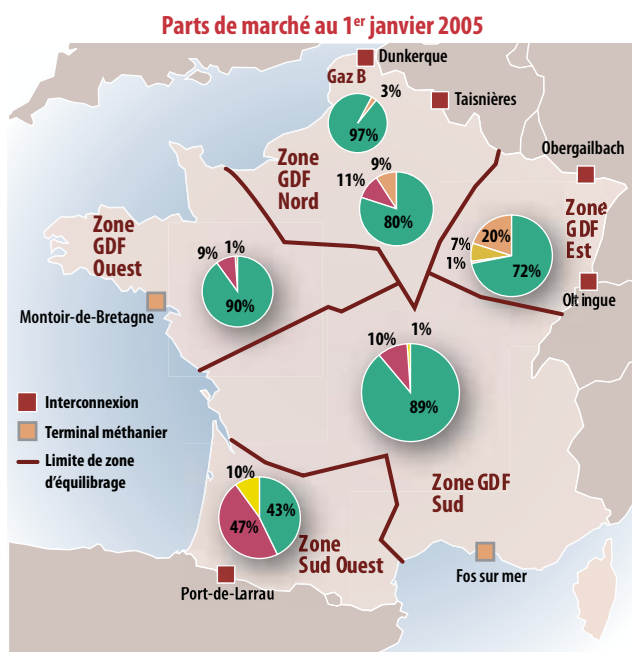 Parts de marché au 1er janvier 2005
Dunkerque
Gaz B
3%
Taisnières
97%
Obergailbach
Zone
GDF
Nord
9%
11%
80%
Zone
GDF
Est
20%
7%
1%
72%
Zone
GDF
Ouest
9%
1%
90%
Olt ingue
Montoir-de-Bretagne
10%
1%
89%
Interconnexion
Terminal méthanier
Limite de zone
d'équilibrage
10%
43%
47%
Zone
Sud Ouest
Zone GDF
Sud
Port-de-Larrau
Fos sur mer